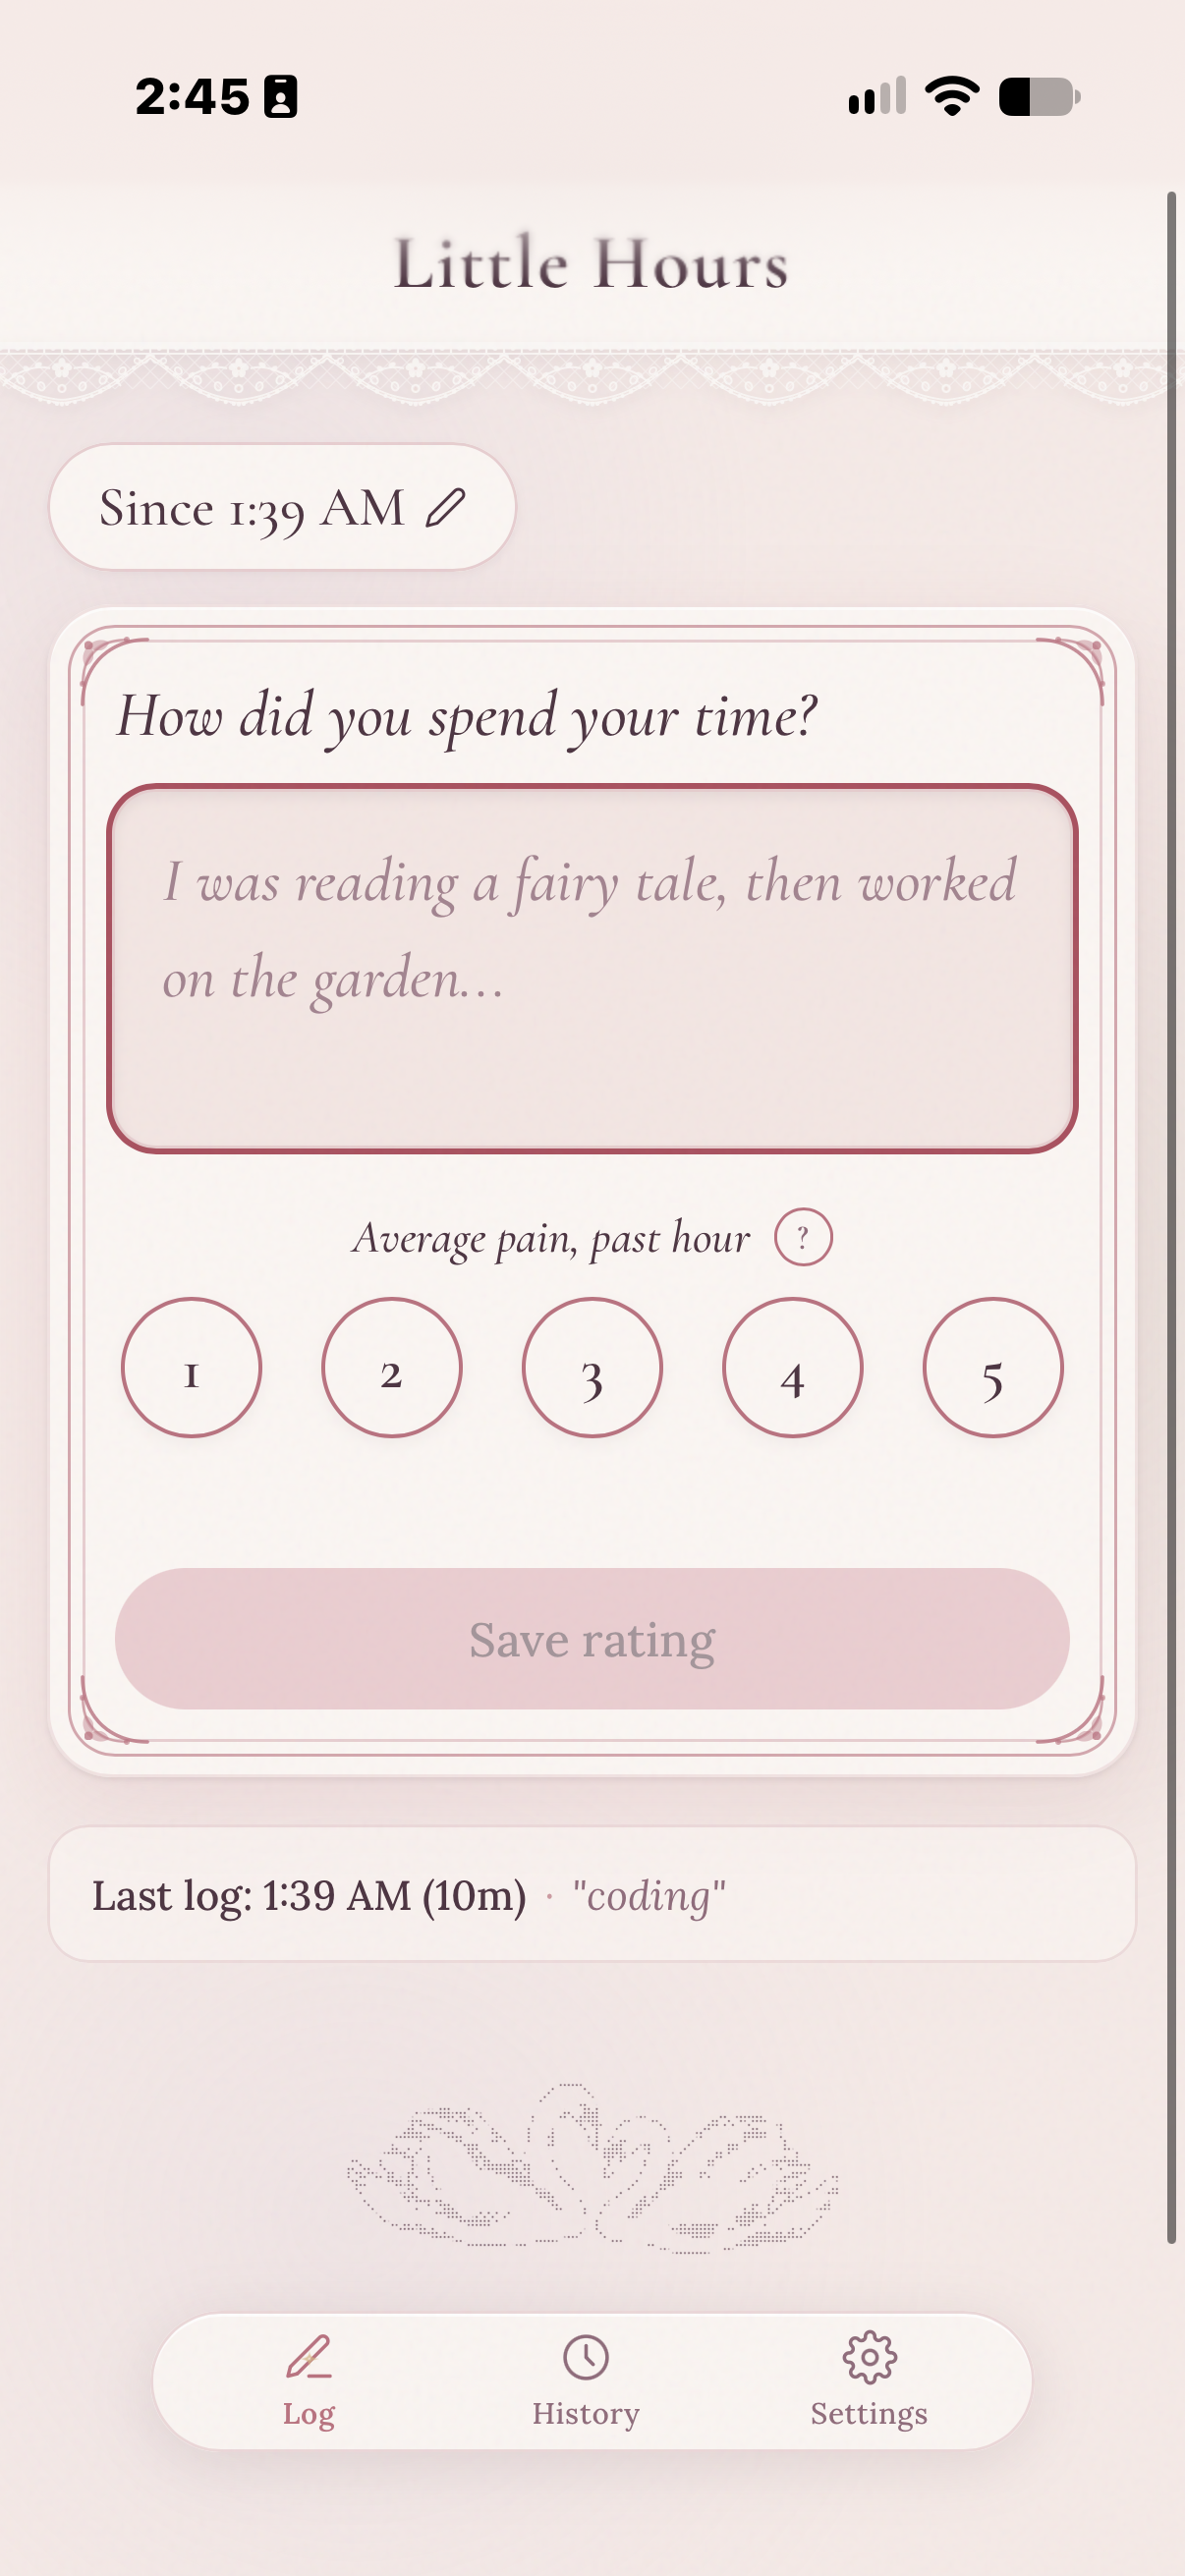 2:45
Little Hours
Since 1:39 AM
How did you spend your time?
I was reading a fairy tale, then worked
on the garden...
Average pain, past hour ?
1 2 3 4 5
Save rating
Last log: 1:39 AM (10m) · "coding"
Log History Settings